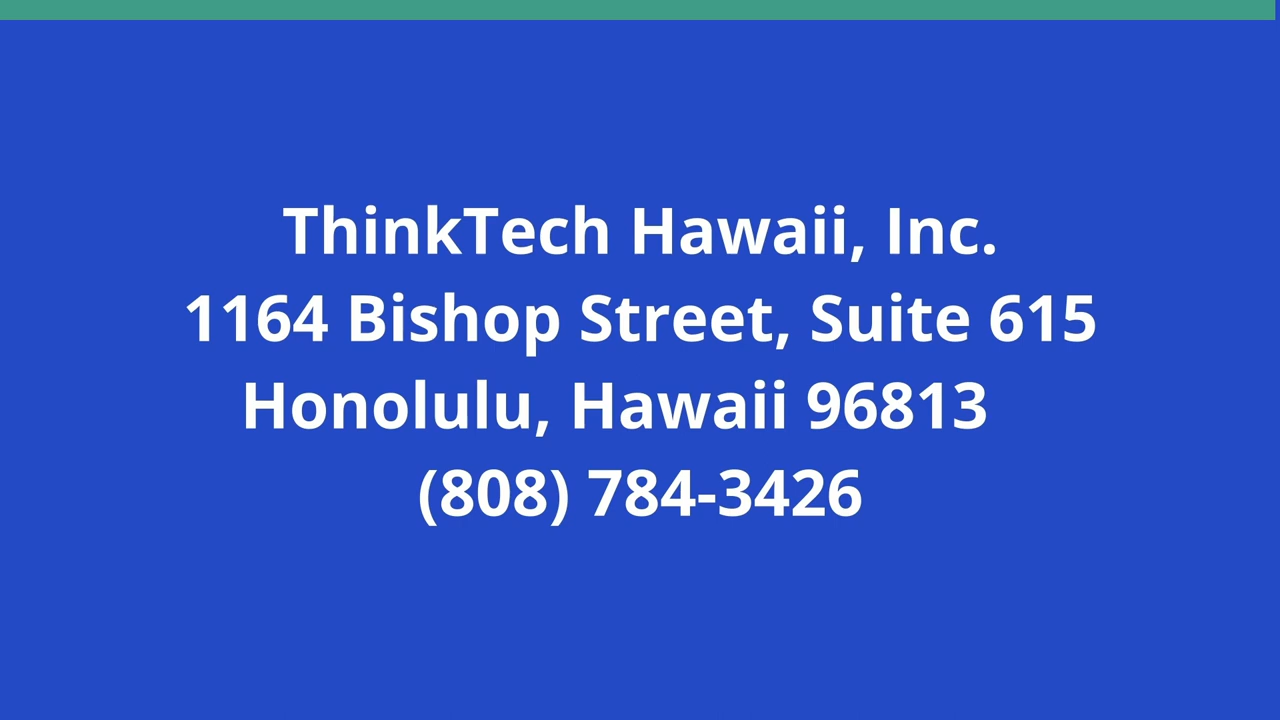 ThinkTech Hawaii, Inc.
1164 Bishop Street, Suite 615
Honolulu, Hawaii 96813
(808) 784-3426